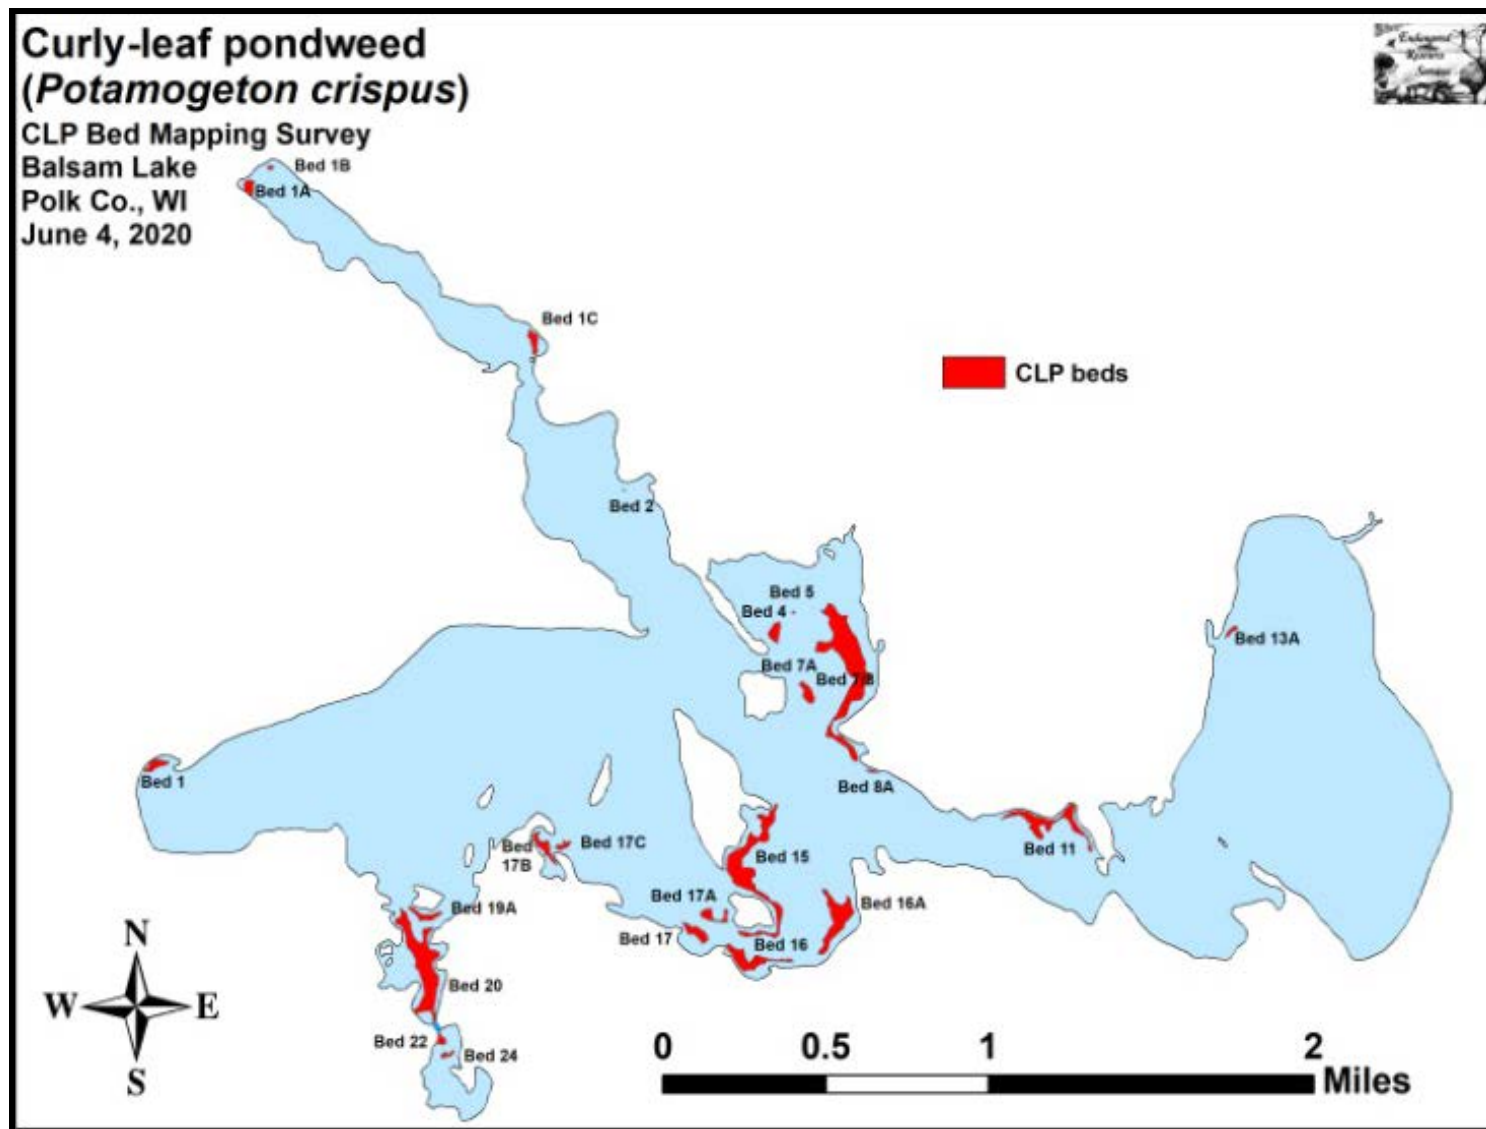 Curly-leaf pondweed
(Potamogeton crispus)
CLP Bed Mapping Survey
Balsam Lake
Polk Co., WI
June 4, 2020
Endangered
Resource
Services
Bed 1B
Bed 1A
Bed 1C
CLP beds
Bed 2
Bed 5
Bed 4
Bed 13A
Bed 7A
Bed 7B
Bed 1
Bed 8A
Bed 17C
Bed
17B
Bed 11
Bed 15
Bed 17A
Bed 16A
Bed 19A
Bed 17
Bed 16
Bed 20
Bed 22
Bed 24
N
W
E
S
0
0.5
1
2
Miles